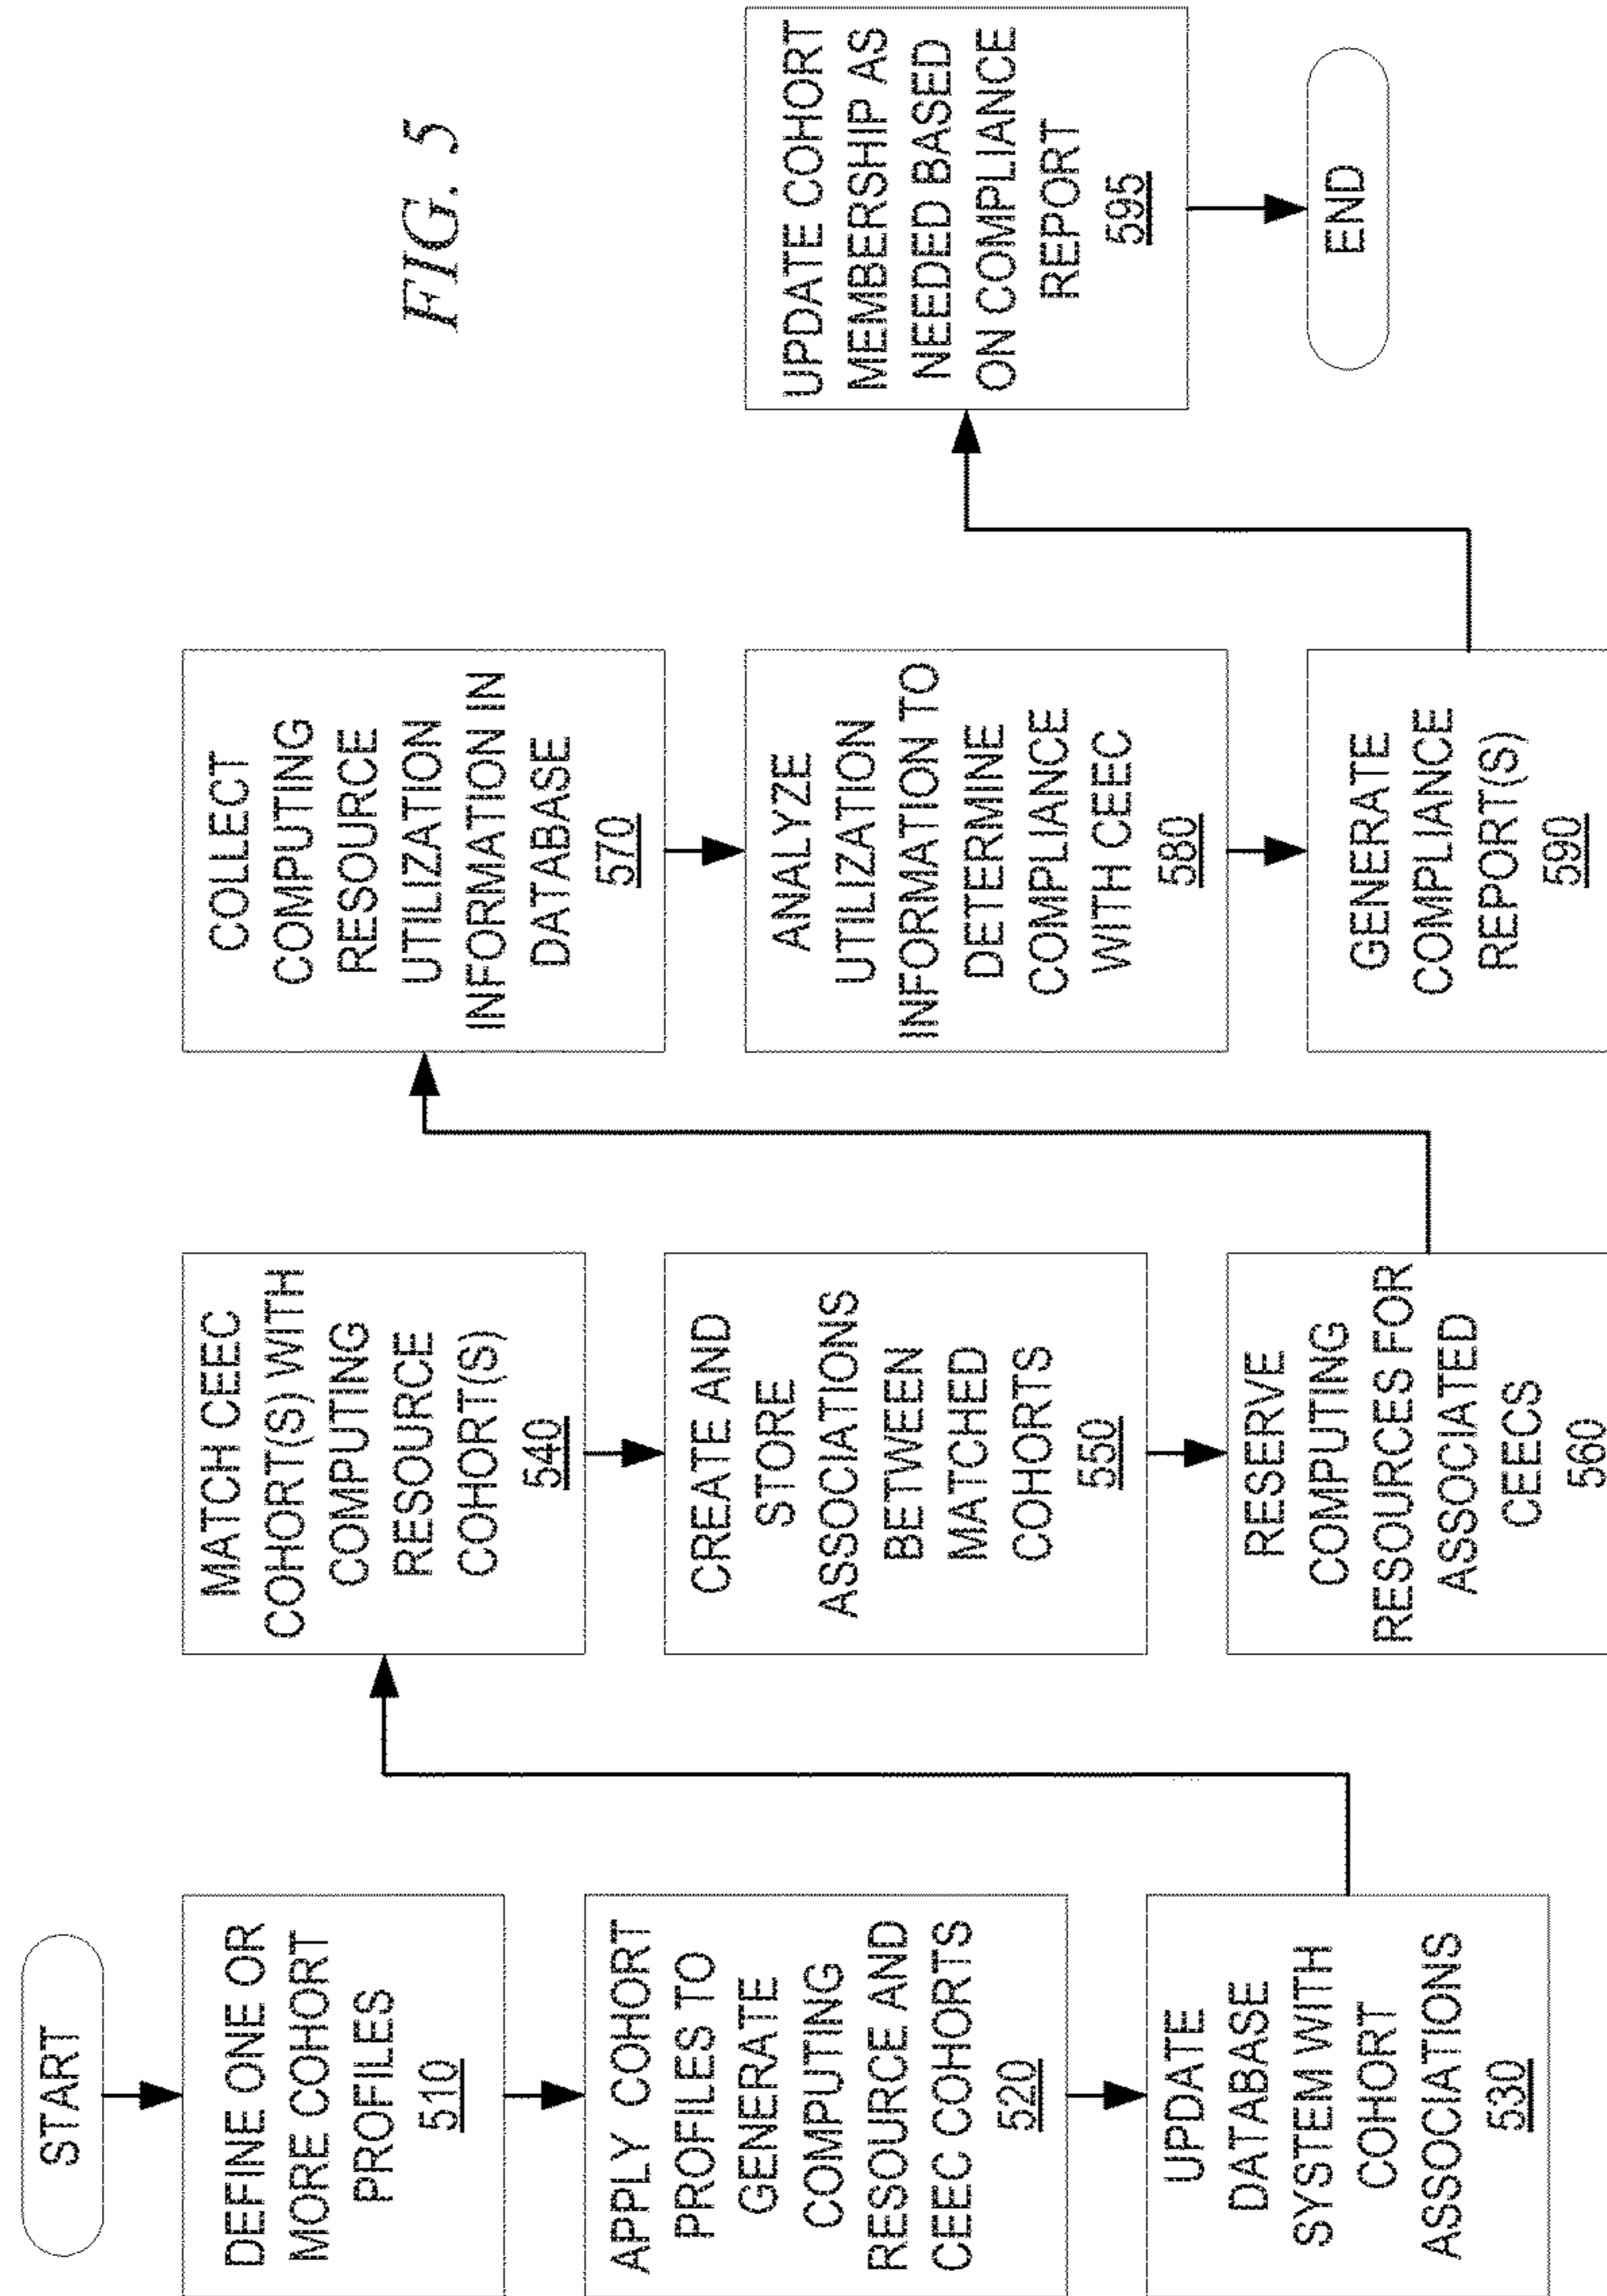 START
DEFINE ONE OR
MORE COHORT
PROFILES
510
APPLY COHORT
PROFILES TO
GENERATE
COMPUTING
RESOURCE AND
CEEC COHORTS
520
UPDATE
DATABASE
SYSTEM WITH
COHORT
ASSOCIATIONS
530
MATCH CEEC
COHORT(S) WITH
COMPUTING
RESOURCE
COHORT(S)
540
CREATE AND
STORE
ASSOCIATIONS
BETWEEN
MATCHED
COHORTS
550
RESERVE
COMPUTING
RESOURCES FOR
ASSOCIATED
CEECS
560
COLLECT
COMPUTING
RESOURCE
UTILIZATION
INFORMATION IN
DATABASE
570
ANALYZE
UTILIZATION
INFORMATION TO
DETERMINE
COMPLIANCE
WITH CEEC
580
GENERATE
COMPLIANCE
REPORT(S)
590
FIG. 5
UPDATE COHORT
MEMBERSHIP AS
NEEDED BASED
ON COMPLIANCE
REPORT
595
END